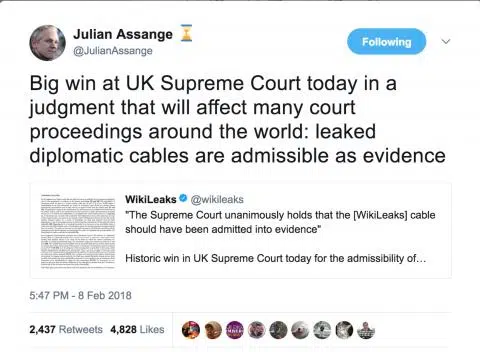 Julian Assange ⌛
@JulianAssange
Following
Big win at UK Supreme Court today in a
judgment that will affect many court
proceedings around the world: leaked
diplomatic cables are admissible as evidence
WikiLeaks @wikileaks
"The Supreme Court unanimously holds that the [WikiLeaks] cable
should have been admitted into evidence"
Historic win in UK Supreme Court today for the admissibility of…
5:47 PM - 8 Feb 2018
2,437 Retweets 4,828 Likes